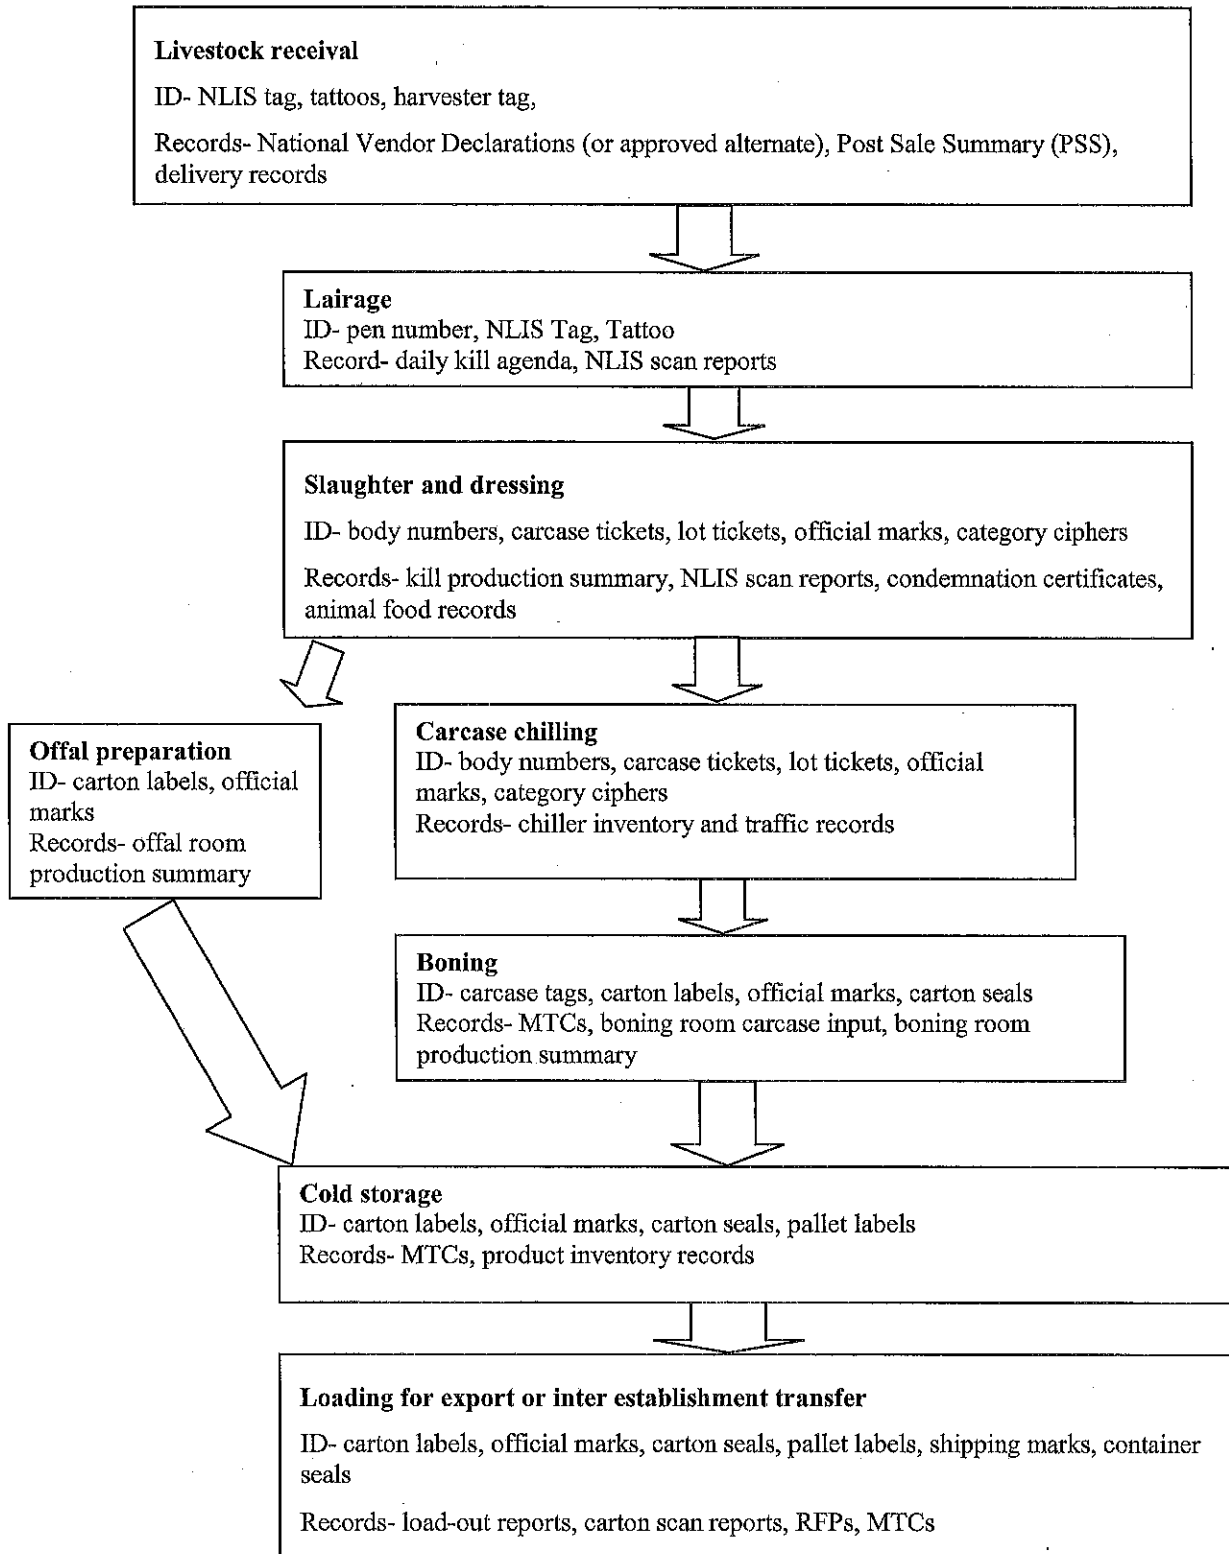 Livestock receival
ID- NLIS tag, tattoos, harvester tag,
Records- National Vendor Declarations (or approved alternate), Post Sale Summary (PSS),
delivery records
Lairage
ID- pen number, NLIS Tag, Tattoo
Record- daily kill agenda, NLIS scan reports
Slaughter and dressing
ID- body numbers, carcase tickets, lot tickets, official marks, category ciphers
Records- kill production summary, NLIS scan reports, condemnation certificates,
animal food records
Offal preparation
ID- carton labels, official
marks
Records- offal room
production summary
Carcase chilling
ID- body numbers, carcase tickets, lot tickets, official
marks, category ciphers
Records- chiller inventory and traffic records
Boning
ID- carcase tags, carton labels, official marks, carton seals
Records- MTCs, boning room carcase input, boning room
production summary
Cold storage
ID- carton labels, official marks, carton seals, pallet labels
Records- MTCs, product inventory records
Loading for export or inter establishment transfer
ID- carton labels, official marks, carton seals, pallet labels, shipping marks, container
seals
Records- load-out reports, carton scan reports, RFPs, MTCs